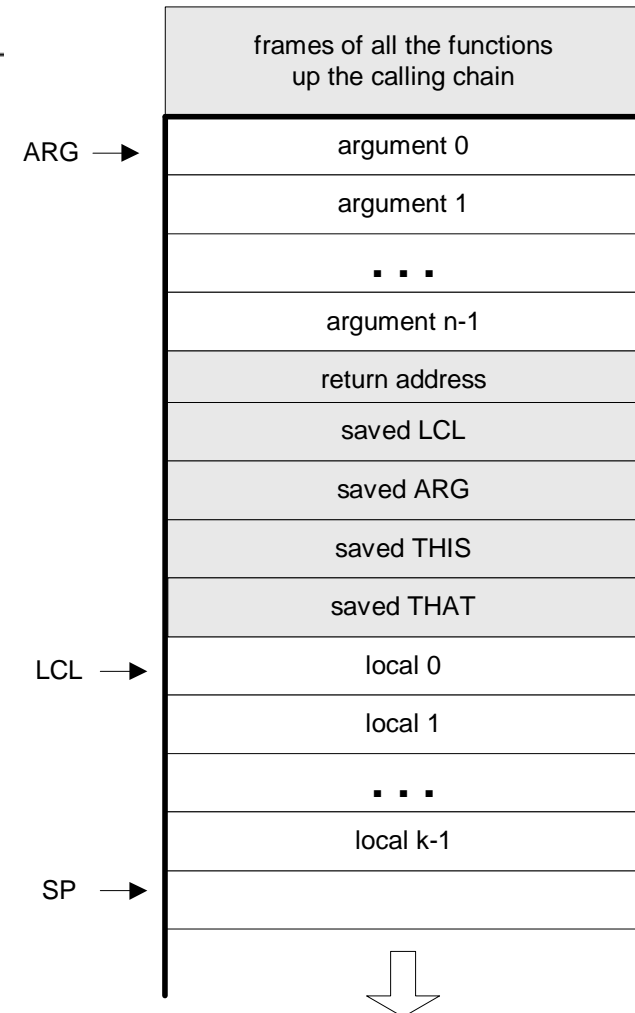 frames of all the functions
up the calling chain
ARG
argument 0
argument 1
. . .
argument n-1
return address
saved LCL
saved ARG
saved THIS
saved THAT
LCL
local 0
local 1
. . .
local k-1
SP